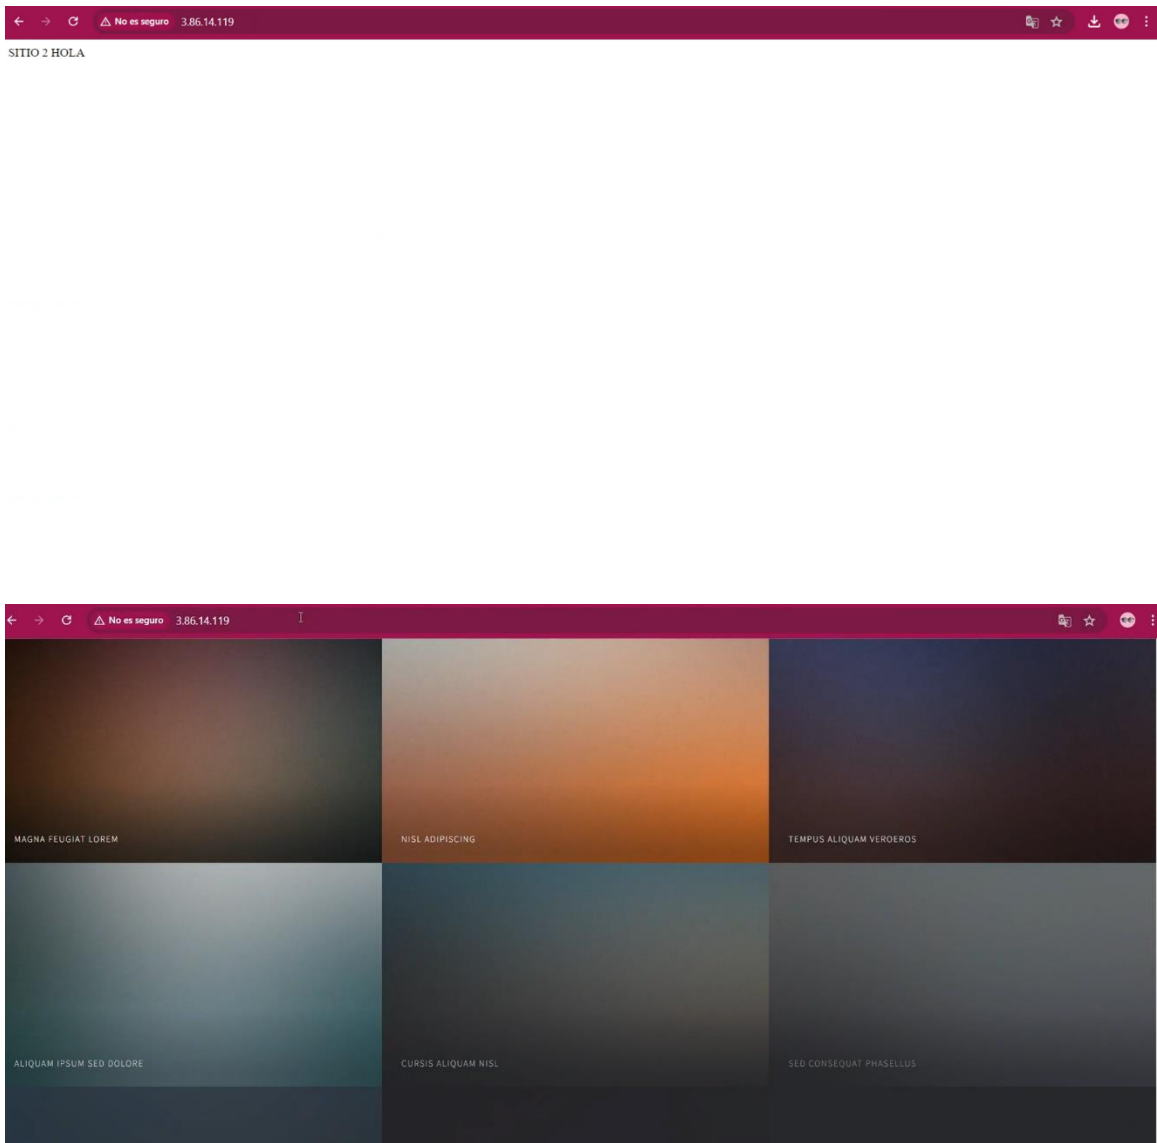 No es seguro 3.86.14.119
SITIO 2 HOLA
No es seguro 3.86.14.119
MAGNA FEUGIAT LOREM NISL ADIPISCING TEMPUS ALIQUAM VEROEROS
ALIQUAM IPSUM SED DOLORE CURSIS ALIQUAM NISL SED CONSEQUAT PHASELLUS